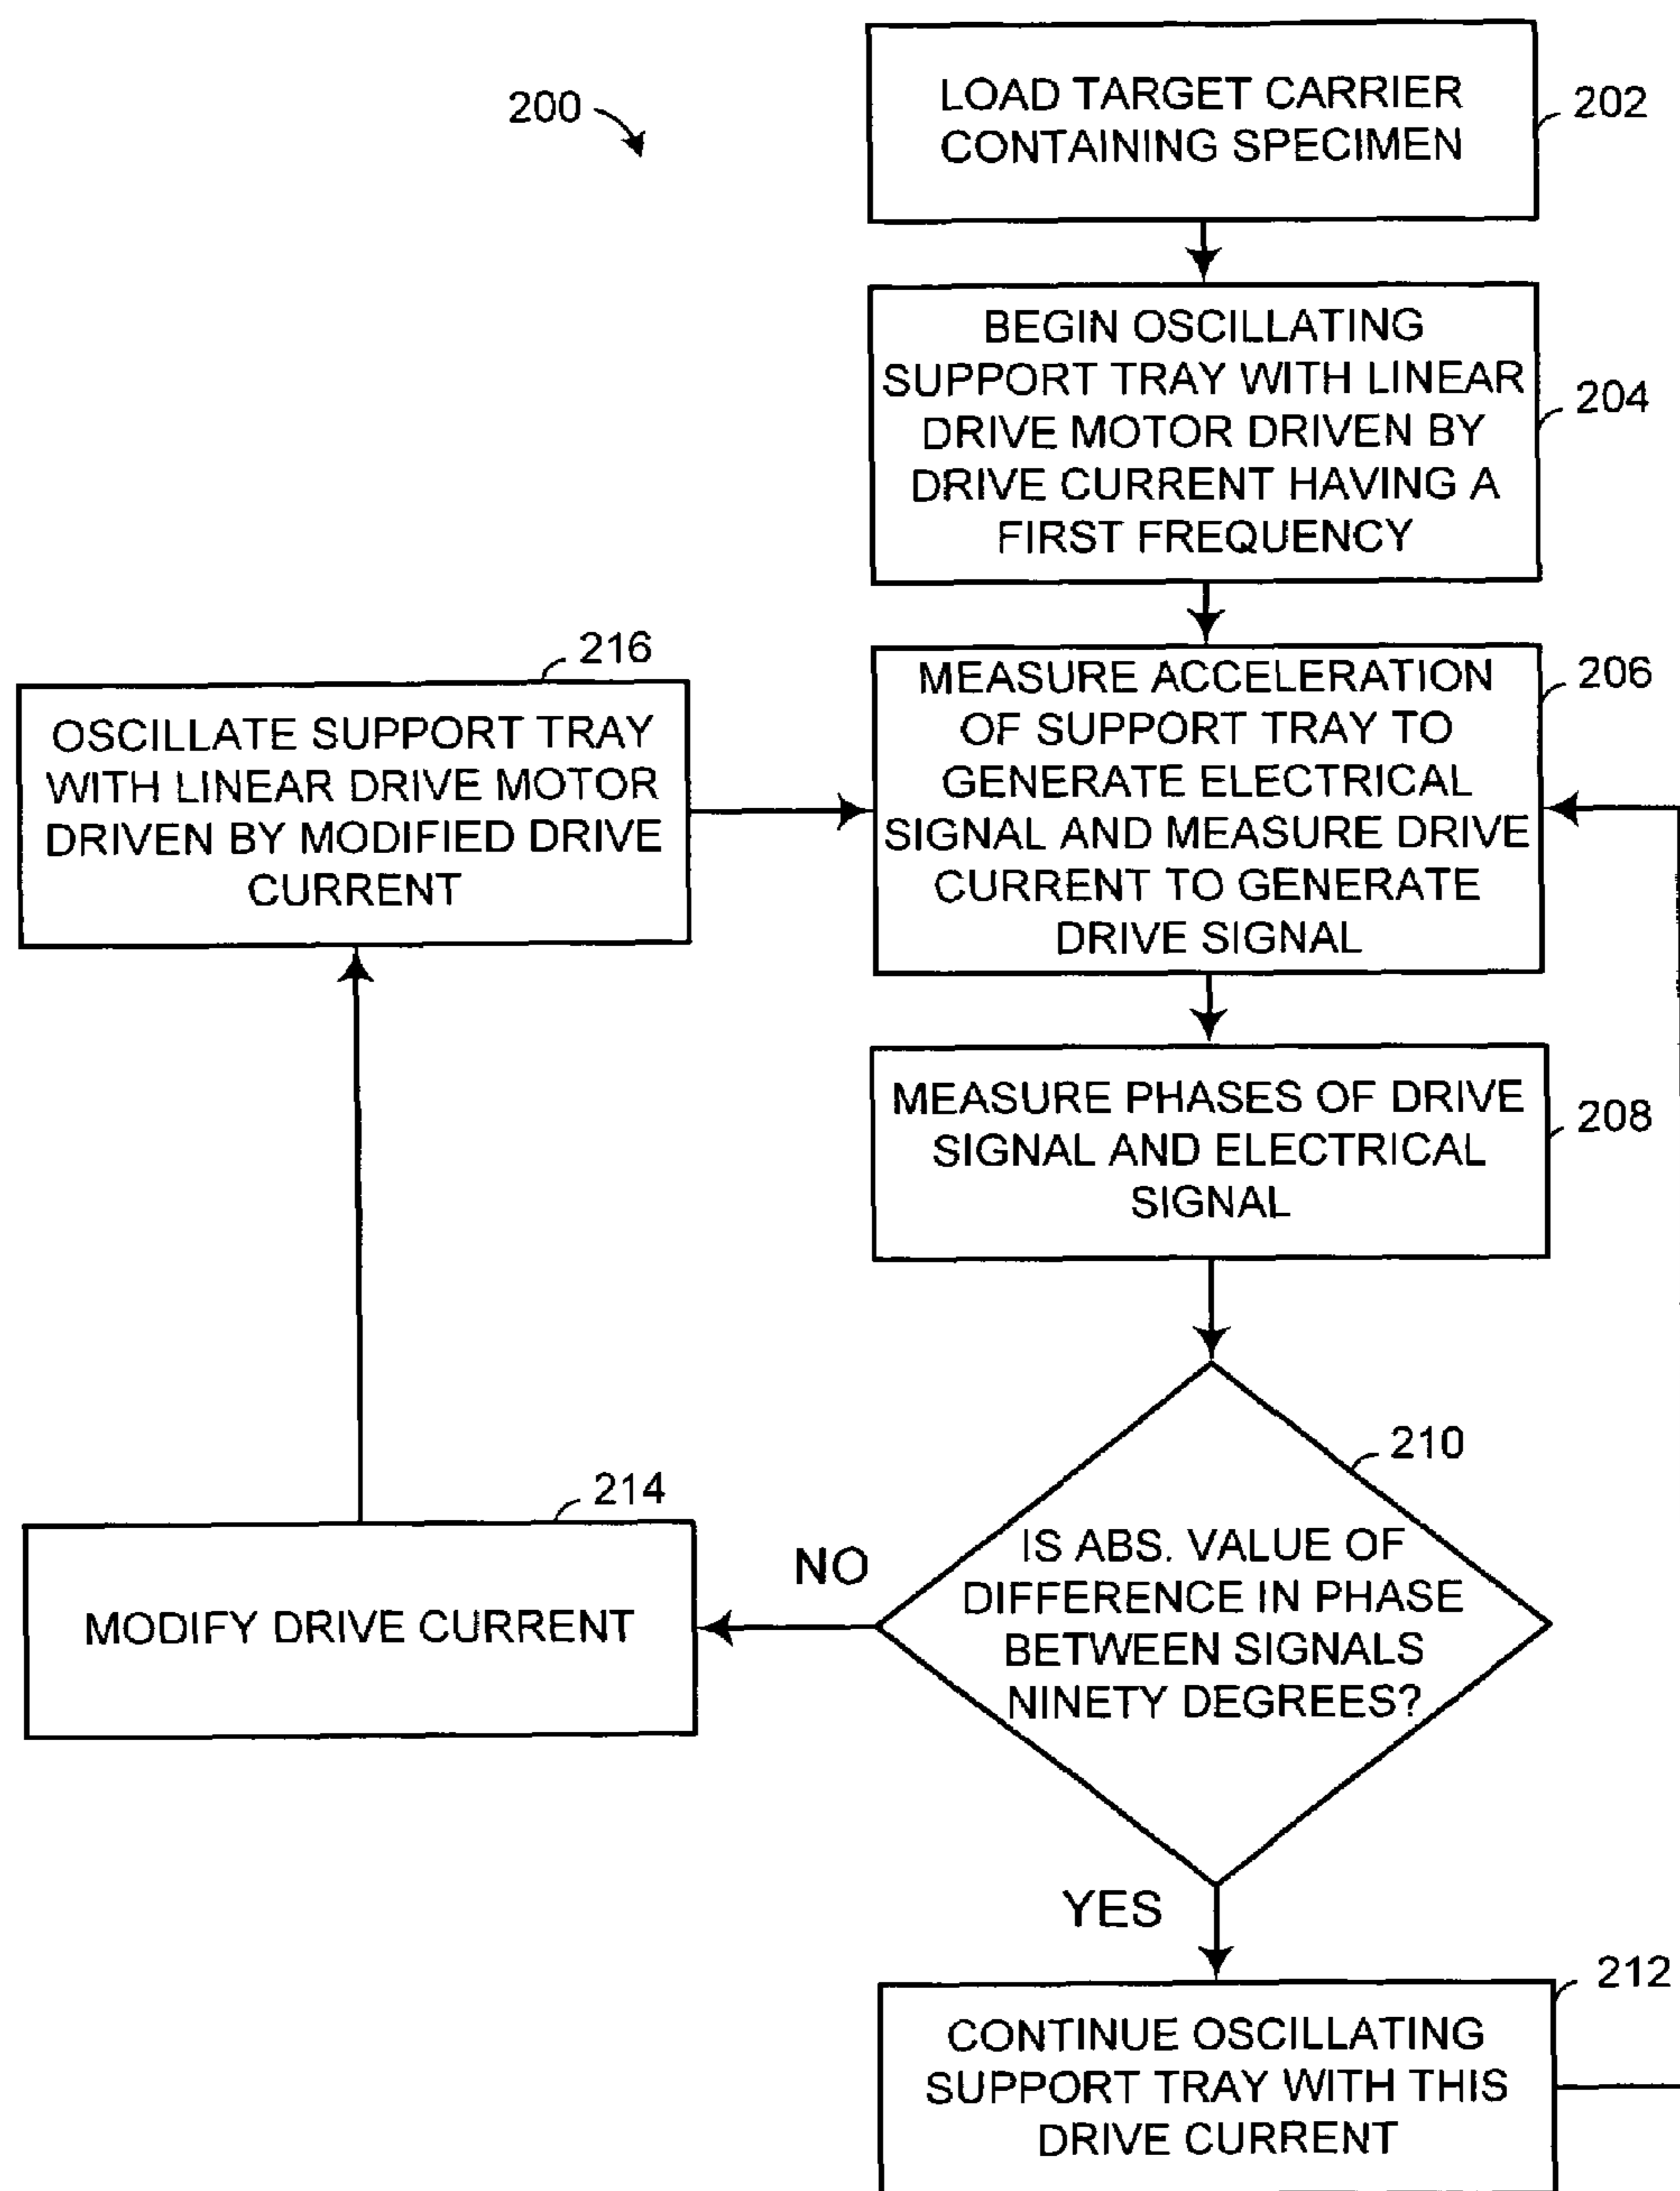 200
LOAD TARGET CARRIER
CONTAINING SPECIMEN
202
BEGIN OSCILLATING
SUPPORT TRAY WITH LINEAR
DRIVE MOTOR DRIVEN BY
DRIVE CURRENT HAVING A
FIRST FREQUENCY
204
MEASURE ACCELERATION
OF SUPPORT TRAY TO
GENERATE ELECTRICAL
SIGNAL AND MEASURE DRIVE
CURRENT TO GENERATE
DRIVE SIGNAL
206
216
OSCILLATE SUPPORT TRAY
WITH LINEAR DRIVE MOTOR
DRIVEN BY MODIFIED DRIVE
CURRENT
MEASURE PHASES OF DRIVE
SIGNAL AND ELECTRICAL
SIGNAL
208
210
IS ABS. VALUE OF
DIFFERENCE IN PHASE
BETWEEN SIGNALS
NINETY DEGREES?
NO
214
MODIFY DRIVE CURRENT
YES
212
CONTINUE OSCILLATING
SUPPORT TRAY WITH THIS
DRIVE CURRENT